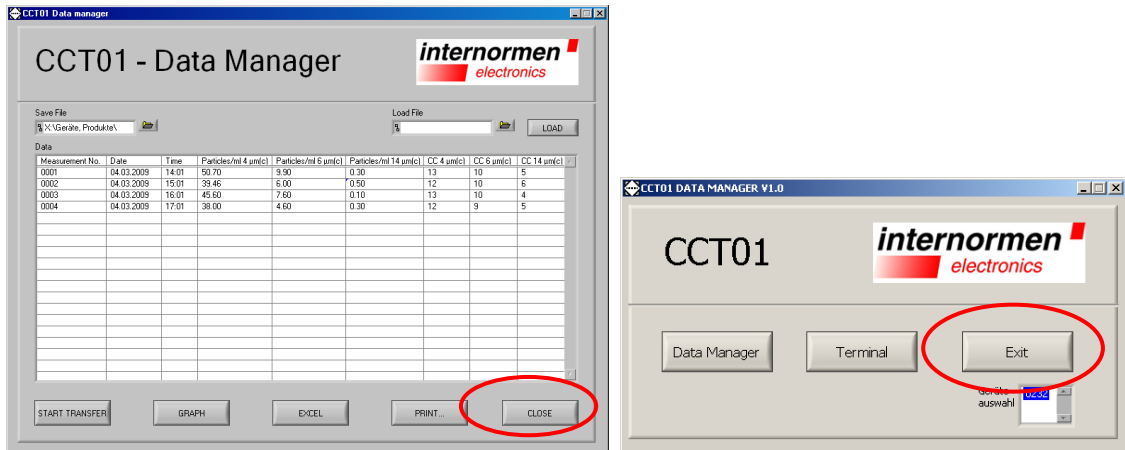 CCT01 Data manager
CCT01 - Data Manager
internormen
electronics
Save File
Load File
X:\Geräte, Produkte\
LOAD
Data
Measurement No. Date Time Particles/ml 4 µm(c) Particles/ml 6 µm(c) Particles/ml 14 µm(c) CC 4 µm(c) CC 6 µm(c) CC 14 µm(c)
0001 04.03.2009 14:01 50.70 9.90 0.30 13 10 5
0002 04.03.2009 15:01 39.46 6.00 0.50 12 10 6
0003 04.03.2009 16:01 45.60 7.60 0.10 13 10 4
0004 04.03.2009 17:01 38.00 4.60 0.30 12 9 5
START TRANSFER GRAPH EXCEL PRINT... CLOSE
CCT01 DATA MANAGER V1.0
CCT01
internormen
electronics
Data Manager Terminal Exit
Geräte
auswahl
0232